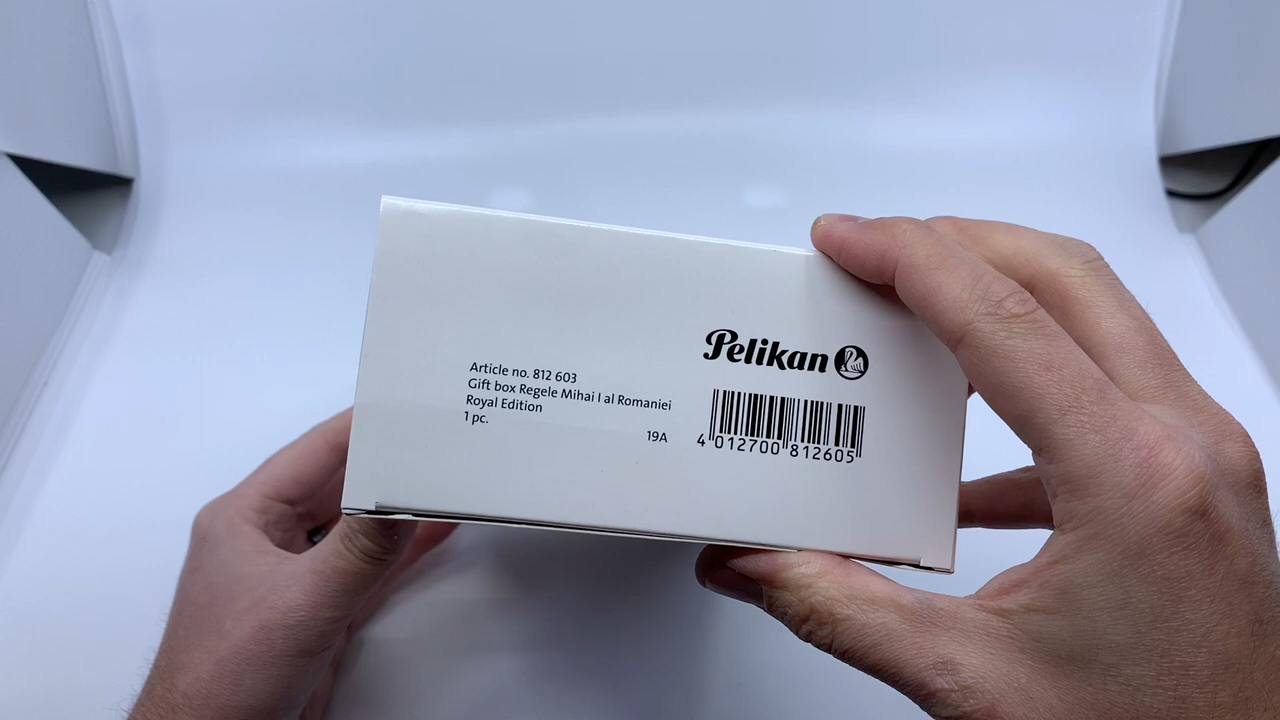 Pelikan
Article no. 812 603
Gift box Regele Mihai I al Romaniei
Royal Edition
1 pc.
19A
4 012700 812605